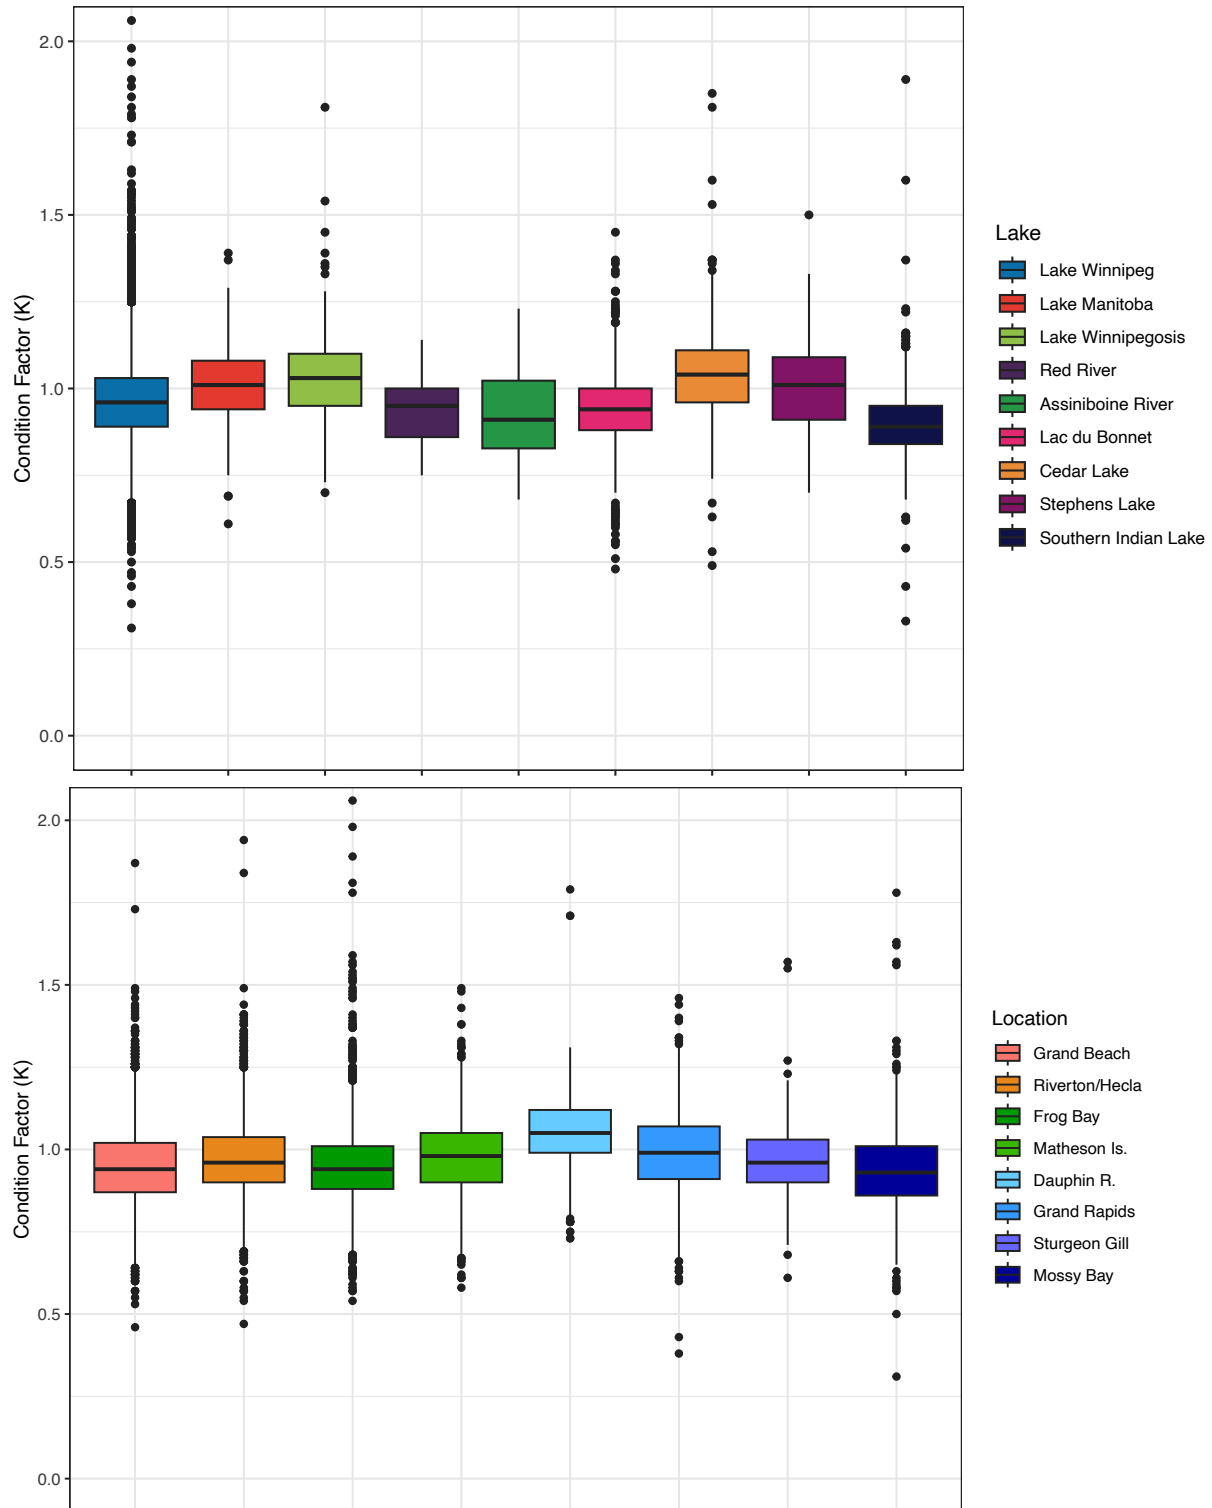 2.0
1.5
1.0
0.5
0.0
Condition Factor (K)
Lake
Lake Winnipeg
Lake Manitoba
Lake Winnipegosis
Red River
Assiniboine River
Lac du Bonnet
Cedar Lake
Stephens Lake
Southern Indian Lake
2.0
1.5
1.0
0.5
0.0
Condition Factor (K)
Location
Grand Beach
Riverton/Hecla
Frog Bay
Matheson Is.
Dauphin R.
Grand Rapids
Sturgeon Gill
Mossy Bay